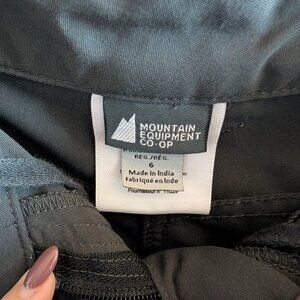 MOUNTAIN
EQUIPMENT
CO-OP
REG./RÉG.
6
Made in India
Fabriqué en Inde